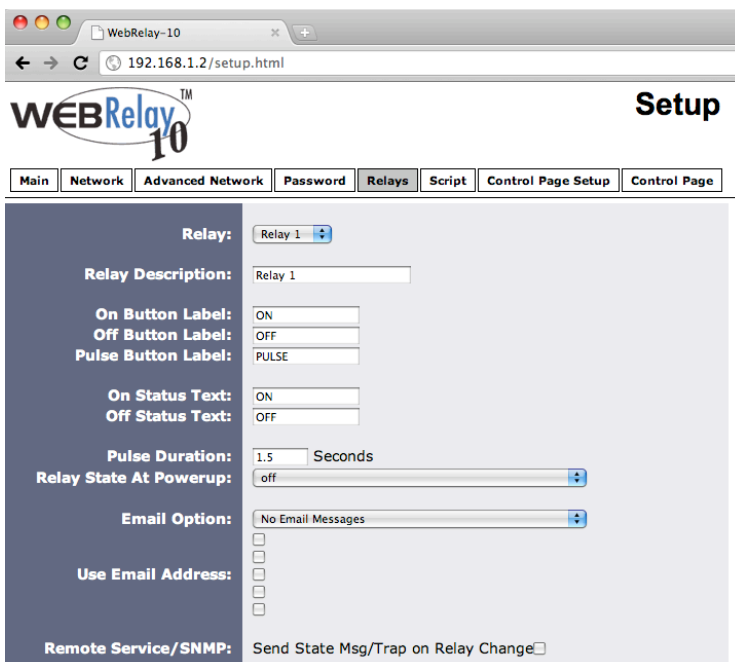 WebRelay-10
192.168.1.2/setup.html
WEBRelay 10 TM
Setup
Main Network Advanced Network Password Relays Script Control Page Setup Control Page
Relay: Relay 1
Relay Description: Relay 1
On Button Label: ON
Off Button Label: OFF
Pulse Button Label: PULSE
On Status Text: ON
Off Status Text: OFF
Pulse Duration: 1.5 Seconds
Relay State At Powerup: off
Email Option: No Email Messages
Use Email Address:
Remote Service/SNMP: Send State Msg/Trap on Relay Change